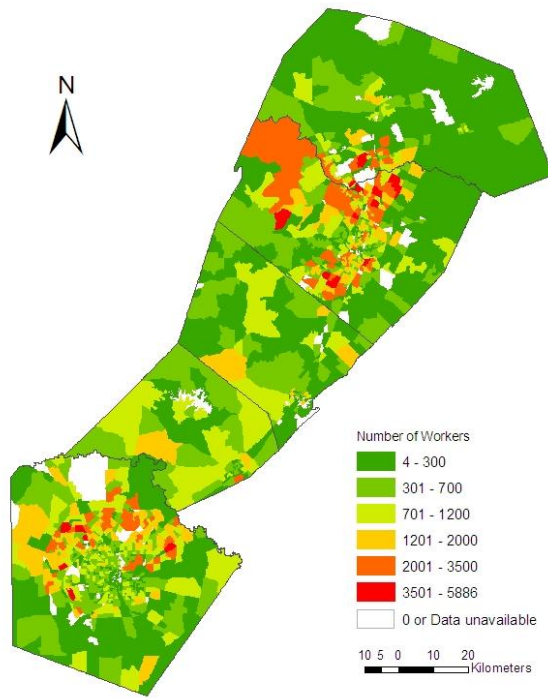 N
Number of Workers
4 - 300
301 - 700
701 - 1200
1201 - 2000
2001 - 3500
3501 - 5886
0 or Data unavailable
10 5 0 10 20
Kilometers